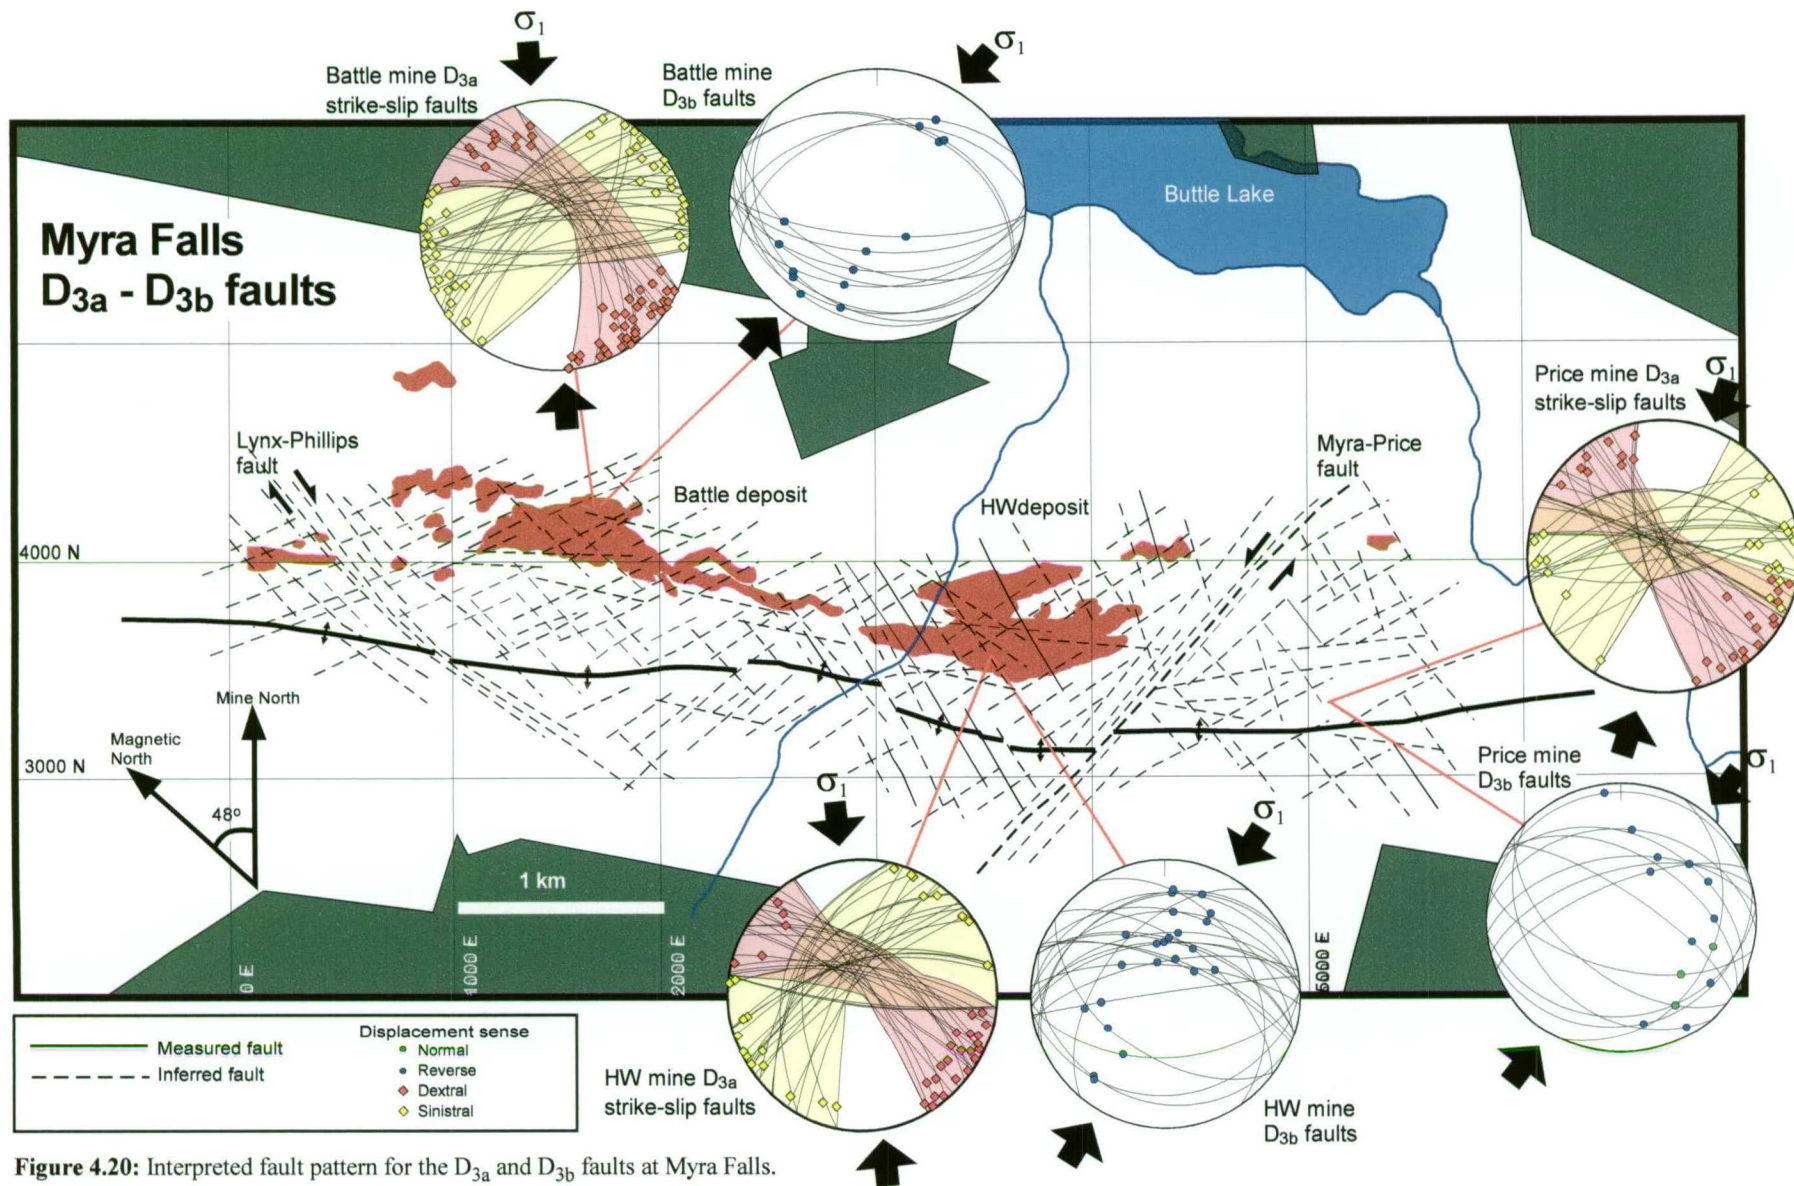 σ1
σ1
Battle mine D3a
strike-slip faults
Battle mine
D3b faults
Buttle Lake
Myra Falls
D3a - D3b faults
σ1
Price mine D3a
strike-slip faults
Lynx-Phillips
fault
Myra-Price
fault
Battle deposit
HWdeposit
4000 N
Mine North
Magnetic
North
3000 N
48º
Price mine
D3b faults
σ1
σ1
σ1
1 km
0 E
1000 E
2000 E
5000 E
Displacement sense
Measured fault
Inferred fault
Normal
Reverse
Dextral
Sinistral
HW mine D3a
strike-slip faults
HW mine
D3b faults
Figure 4.20: Interpreted fault pattern for the D3a and D3b faults at Myra Falls.